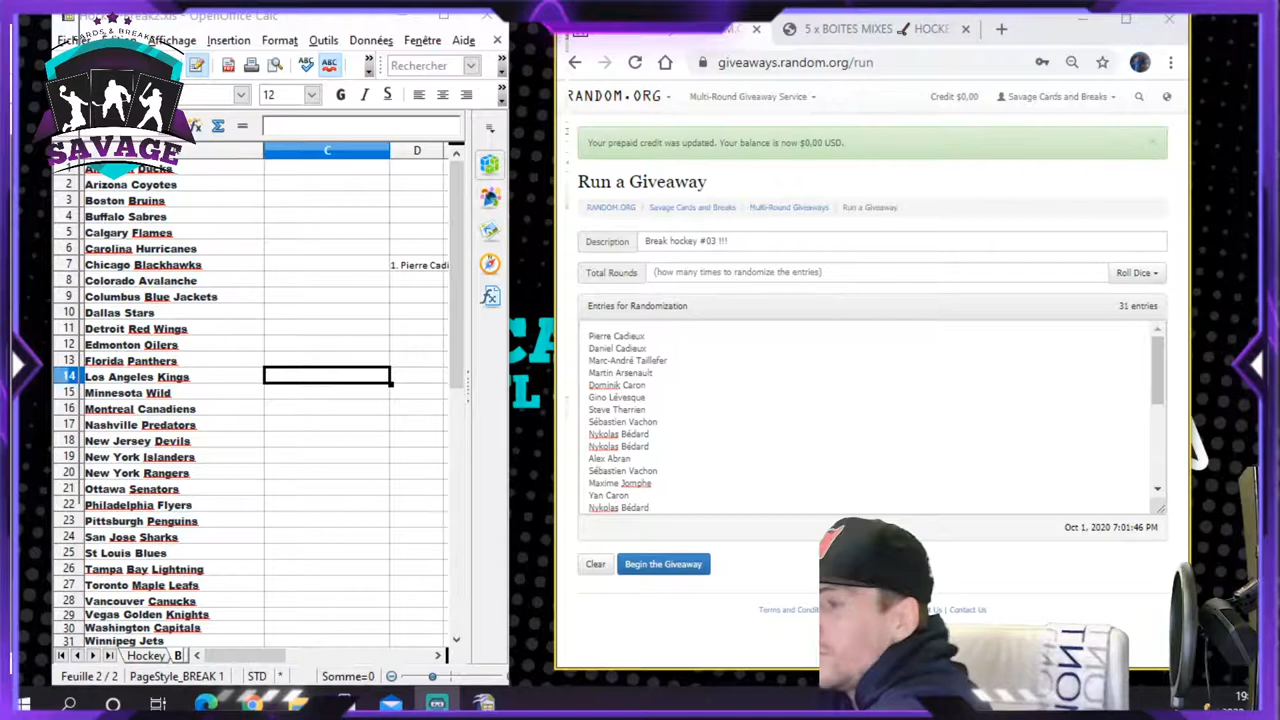 Break2.xls - OpenOffice Calc
Fichier Édition Affichage Insertion Format Outils Données Fenêtre Aide
Rechercher
12
C D
CARDS & BREAKS
SAVAGE
Ducks
2 Arizona Coyotes
3 Boston Bruins
4 Buffalo Sabres
5 Calgary Flames
6 Carolina Hurricanes
7 Chicago Blackhawks 1. Pierre Cadi
8 Colorado Avalanche
9 Columbus Blue Jackets
10 Dallas Stars
11 Detroit Red Wings
12 Edmonton Oilers
13 Florida Panthers
14 Los Angeles Kings
15 Minnesota Wild
16 Montreal Canadiens
17 Nashville Predators
18 New Jersey Devils
19 New York Islanders
20 New York Rangers
21 Ottawa Senators
22 Philadelphia Flyers
23 Pittsburgh Penguins
24 San Jose Sharks
25 St Louis Blues
26 Tampa Bay Lightning
27 Toronto Maple Leafs
28 Vancouver Canucks
29 Vegas Golden Knights
30 Washington Capitals
31 Winnipeg Jets
Hockey B
Feuille 2 / 2 PageStyle_BREAK 1 STD * Somme=0
5 x BOITES MIXES HOCKE
giveaways.random.org/run
RANDOM.ORG Multi-Round Giveaway Service Credit $0,00 Savage Cards and Breaks
Your prepaid credit was updated. Your balance is now $0.00 USD.
Run a Giveaway
RANDOM.ORG Savage Cards and Breaks Multi-Round Giveaways Run a Giveaway
Description Break hockey #03 !!!
Total Rounds (how many times to randomize the entries) Roll Dice
Entries for Randomization 31 entries
Pierre Cadieux
Daniel Cadieux
Marc-André Taillefer
Martin Arsenault
Dominik Caron
Gino Lévesque
Steve Therrien
Sébastien Vachon
Nykolas Bédard
Nykolas Bédard
Alex Abran
Sébastien Vachon
Maxime Jomphe
Yan Caron
Nykolas Bédard
Oct 1, 2020 7:01:46 PM
Clear Begin the Giveaway
Terms and Condit Us | Contact Us